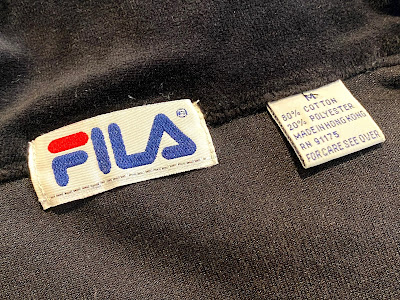 FILA
M
80% COTTON
20% POLYESTER
MADE IN HONG KONG
RN 91175
FOR CARE SEE OVER